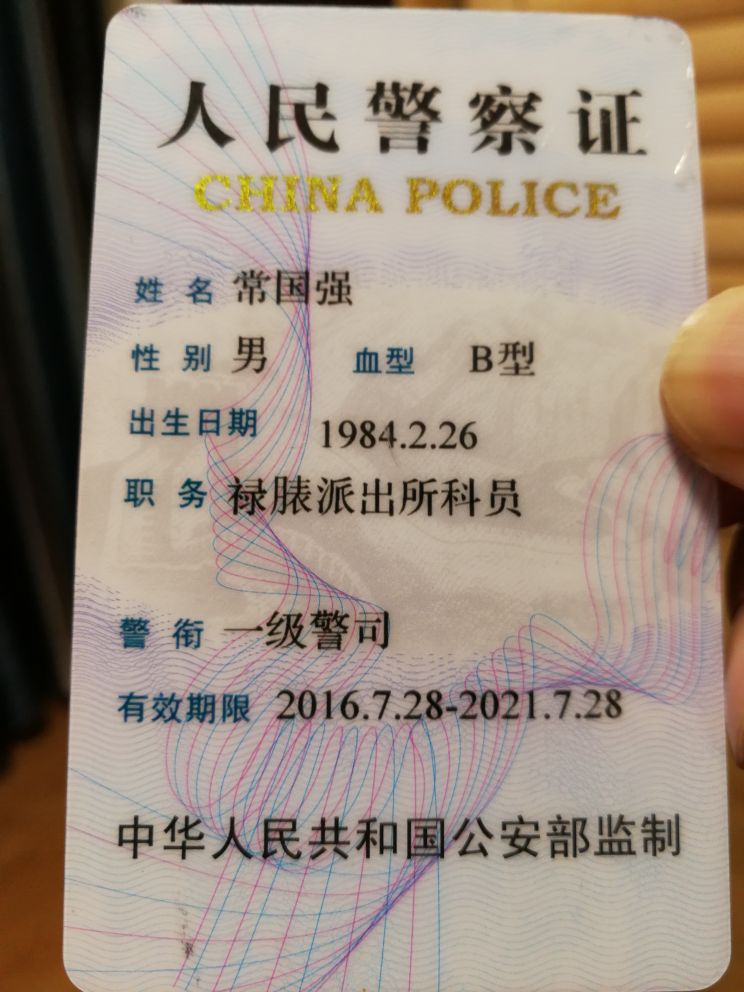 人民警察证
CHINA POLICE
姓 名 常国强
性 别 男 血型 B型
出生日期 1984.2.26
职 务 禄脿派出所科员
警 衔 一级警司
有效期限 2016.7.28-2021.7.28
中华人民共和国公安部监制